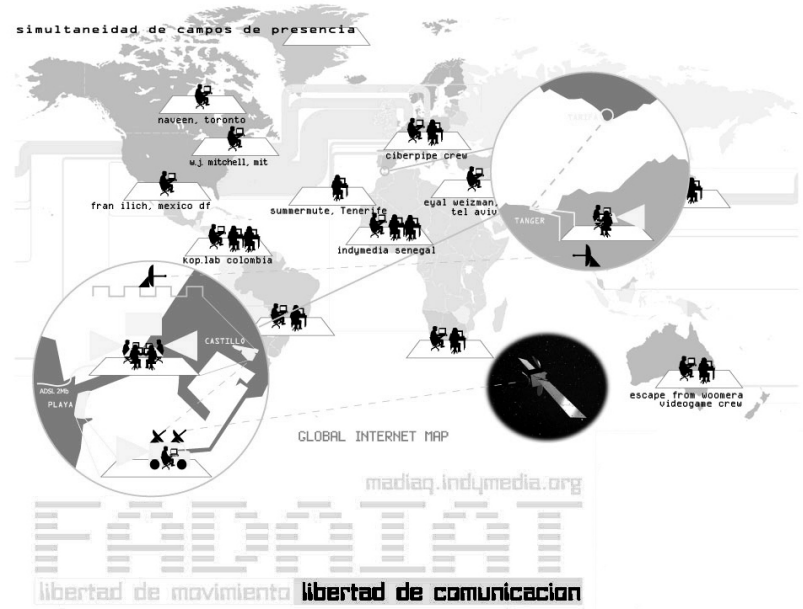 simultaneidad de campos de presencia
naveen, toronto
w.j. mitchell, mit
ciberpipe crew
TARIFA
fran ilich, mexico df
summermute, Tenerife
eyal weizman,
tel aviv
TANGER
indymedia senegal
kop.lab colombia
CASTILLO
ADSL 2Mb
PLAYA
escape from woomera
videogame crew
GLOBAL INTERNET MAP
madiaq.indymedia.org
FADAIAT
libertad de movimiento libertad de comunicacion